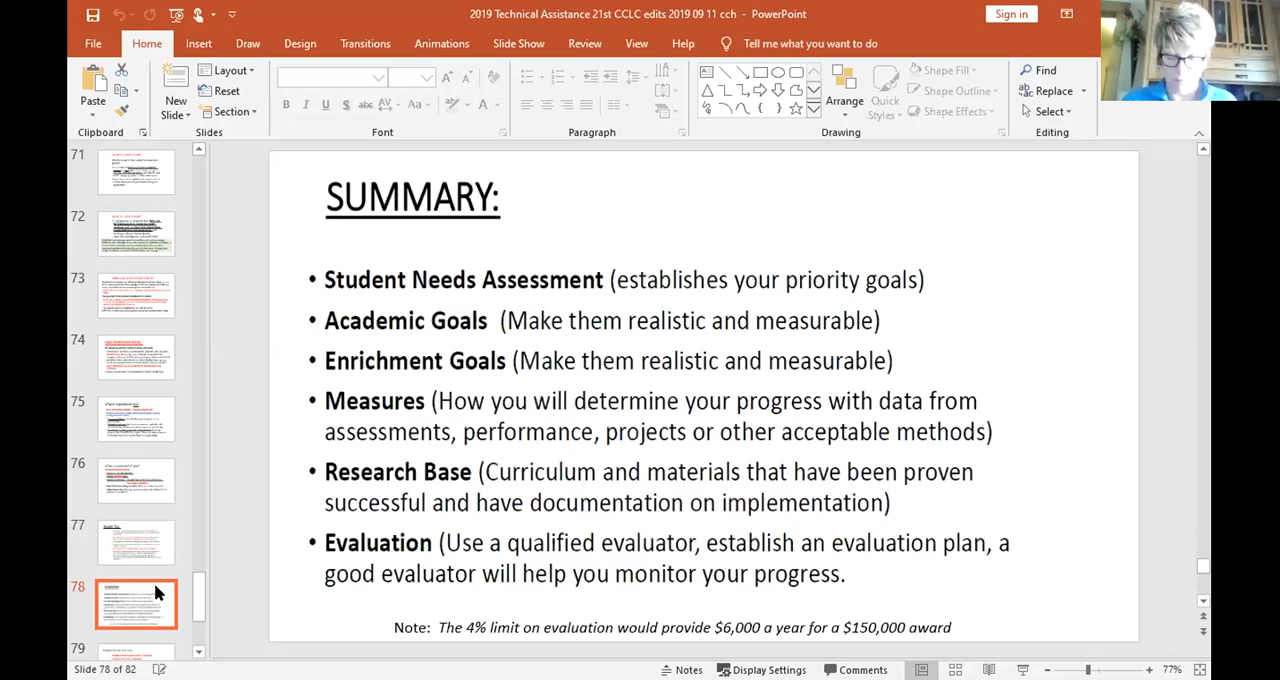 2019 Technical Assistance 21st CCLC edits 2019 09 11 cch - PowerPoint
Sign in
File Home Insert Draw Design Transitions Animations Slide Show Review View Help Tell me what you want to do
Paste
Clipboard
New Slide
Layout
Reset
Section
Slides
B I U S abc AV Aa A
Font
Paragraph
Arrange
Quick Styles
Shape Fill
Shape Outline
Shape Effects
Drawing
Find
Replace
Select
Editing
71
72
73
74
75
76
77
78
79
SUMMARY:
• Student Needs Assessment (establishes your priority goals)
• Academic Goals (Make them realistic and measurable)
• Enrichment Goals (Make them realistic and measurable)
• Measures (How you will determine your progress with data from
assessments, performance, projects or other acceptable methods)
• Research Base (Curriculum and materials that have been proven
successful and have documentation on implementation)
• Evaluation (Use a qualified evaluator, establish an evaluation plan, a
good evaluator will help you monitor your progress.
Note: The 4% limit on evaluation would provide $6,000 a year for a $150,000 award
Slide 78 of 82
Notes Display Settings Comments 77%